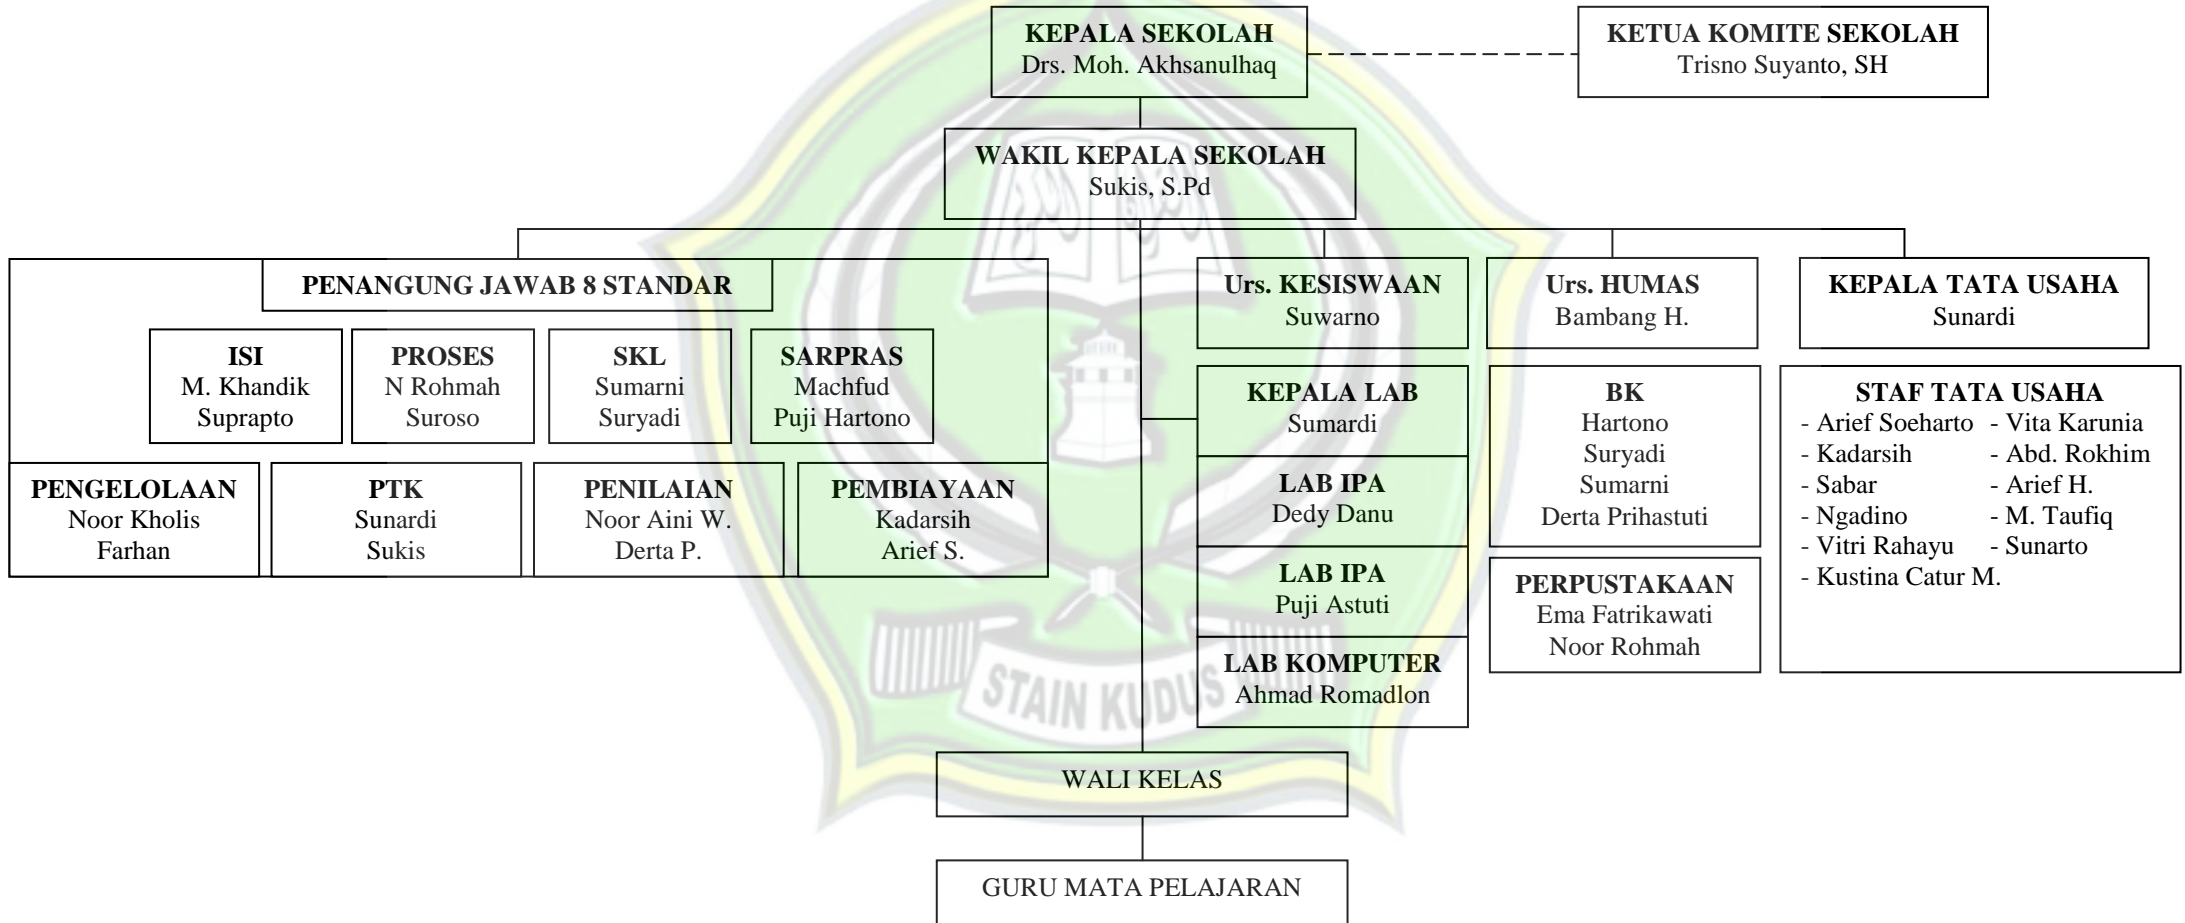 KEPALA SEKOLAH
Drs. Moh. Akhsanulhaq
KETUA KOMITE SEKOLAH
Trisno Suyanto, SH
WAKIL KEPALA SEKOLAH
Sukis, S.Pd
PENANGUNG JAWAB 8 STANDAR
ISI
M. Khandik
Suprapto
PROSES
N Rohmah
Suroso
SKL
Sumarni
Suryadi
SARPRAS
Machfud
Puji Hartono
PENGELOLAAN
Noor Kholis
Farhan
PTK
Sunardi
Sukis
PENILAIAN
Noor Aini W.
Derta P.
PEMBIAYAAN
Kadarsih
Arief S.
Urs. KESISWAAN
Suwarno
KEPALA LAB
Sumardi
LAB IPA
Dedy Danu
LAB IPA
Puji Astuti
LAB KOMPUTER
Ahmad Romadlon
Urs. HUMAS
Bambang H.
BK
Hartono
Suryadi
Sumarni
Derta Prihastuti
PERPUSTAKAAN
Ema Fatrikawati
Noor Rohmah
KEPALA TATA USAHA
Sunardi
STAF TATA USAHA
- Arief Soeharto
- Kadarsih
- Sabar
- Ngadino
- Vitri Rahayu
- Kustina Catur M.
- Vita Karunia
- Abd. Rokhim
- Arief H.
- M. Taufiq
- Sunarto
STAIN KUDUS
WALI KELAS
GURU MATA PELAJARAN